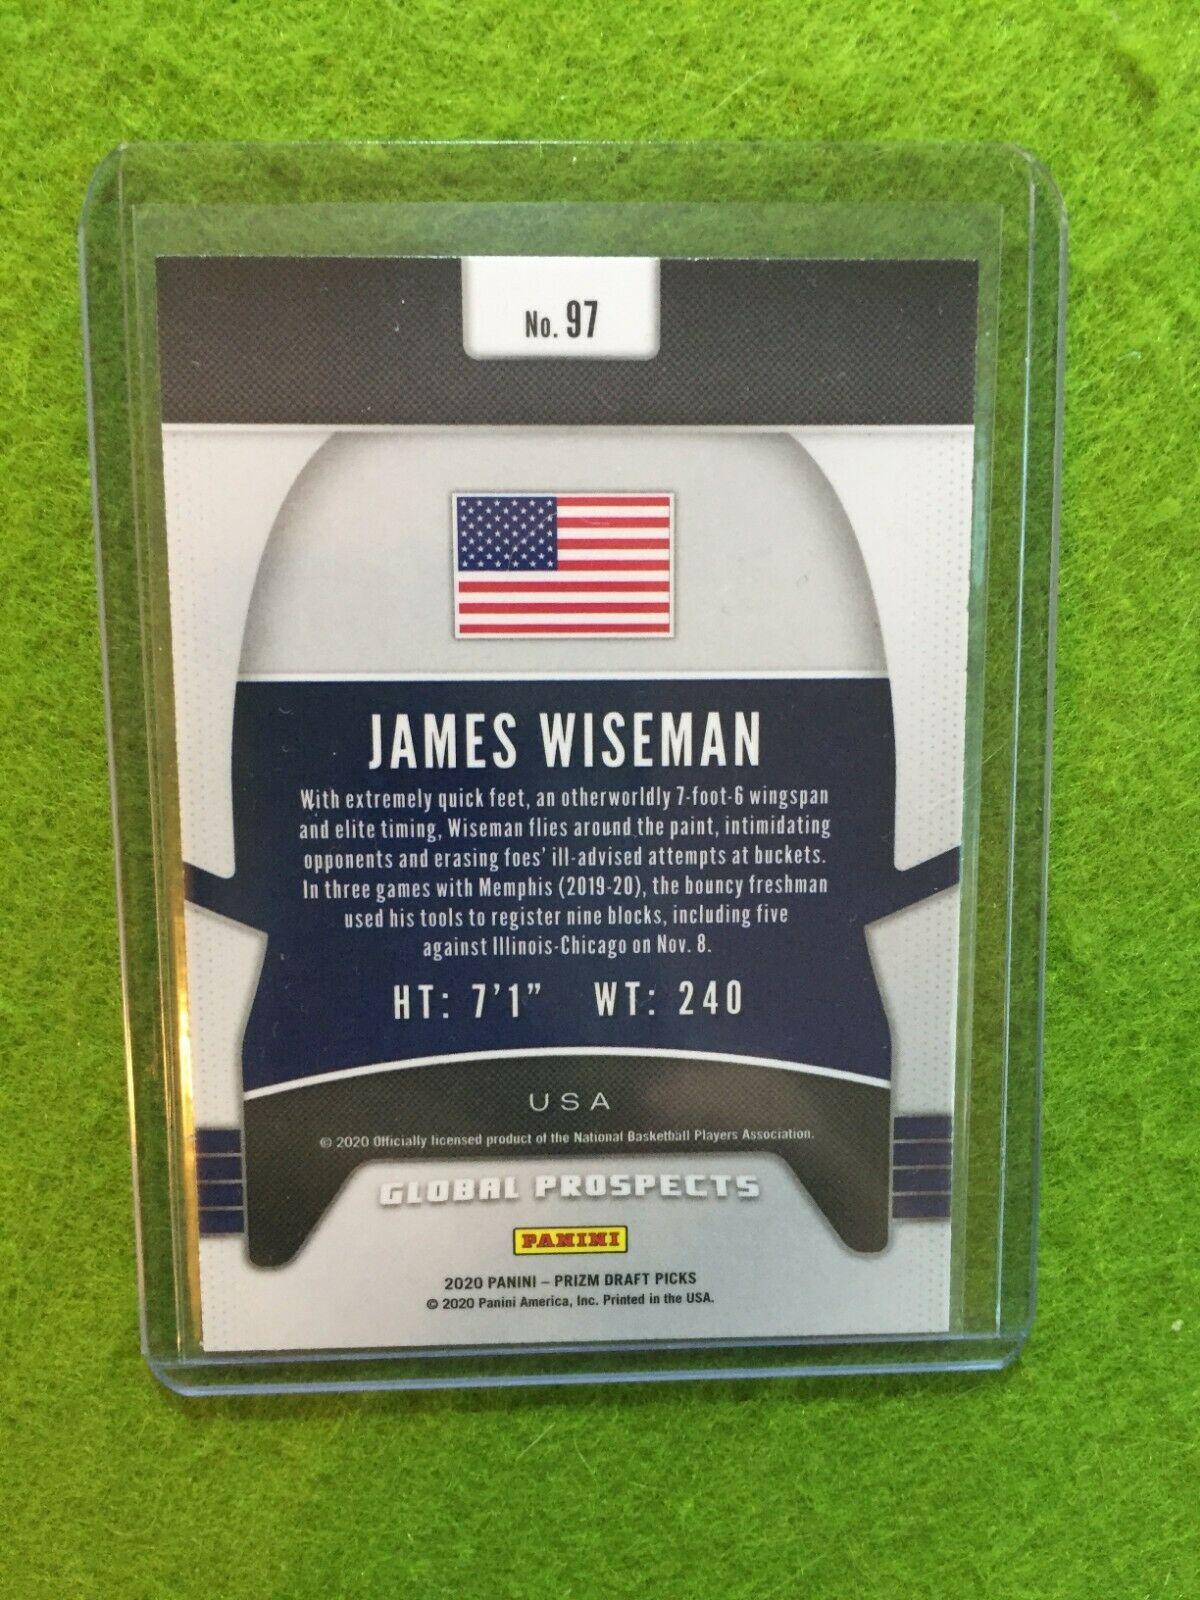 No. 97
JAMES WISEMAN
With extremely quick feet, an otherworldly 7-foot-6 wingspan
and elite timing, Wiseman flies around the paint, intimidating
opponents and erasing foes' ill-advised attempts at buckets.
In three games with Memphis (2019-20), the bouncy freshman
used his tools to register nine blocks, including five
against Illinois-Chicago on Nov. 8.
HT: 7'1" WT: 240
USA
© 2020 Officially licensed product of the National Basketball Players Association.
GLOBAL PROSPECTS
PANINI
2020 PANINI – PRIZM DRAFT PICKS
© 2020 Panini America, Inc. Printed in the USA.